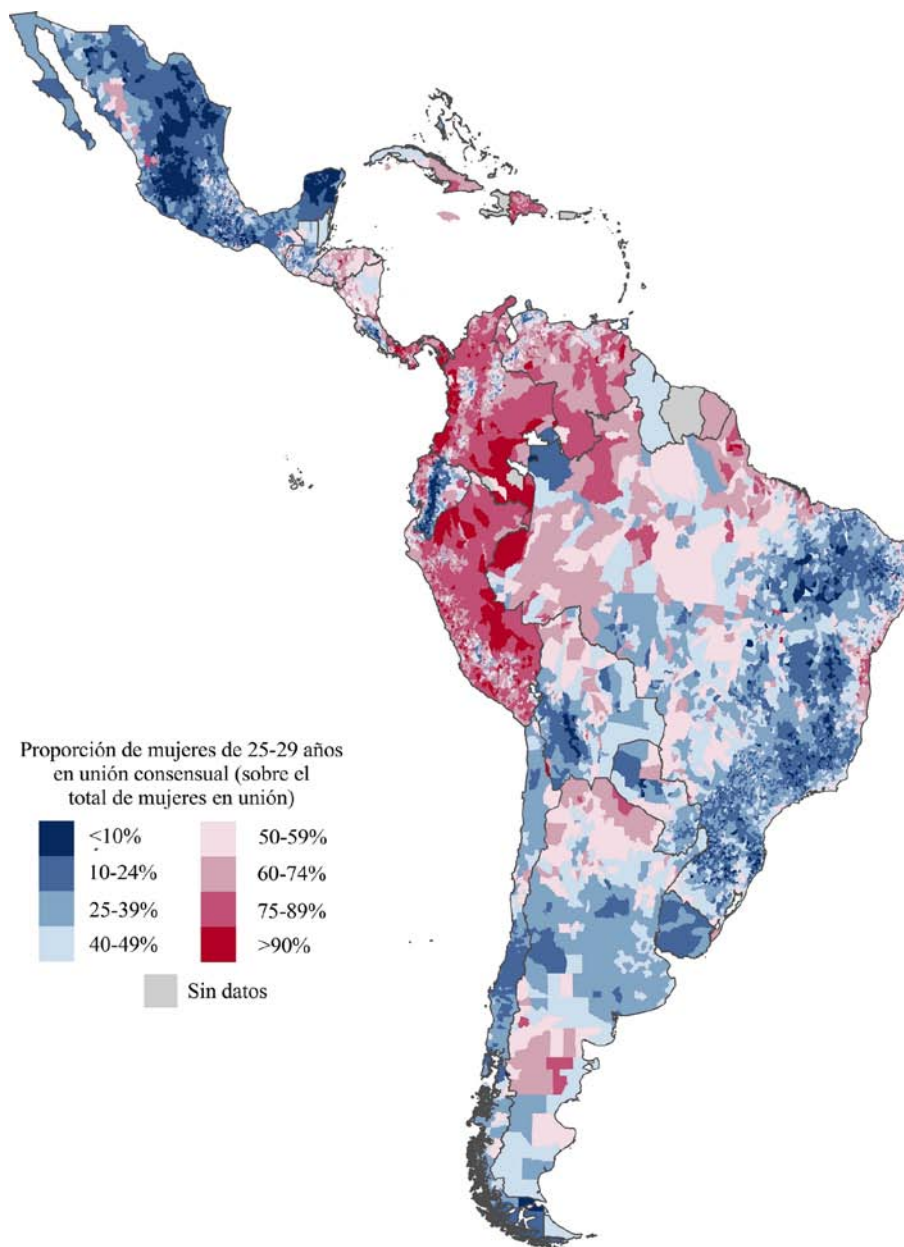 Proporción de mujeres de 25-29 años
en unión consensual (sobre el
total de mujeres en unión)
<10%
10-24%
25-39%
40-49%
50-59%
60-74%
75-89%
>90%
Sin datos